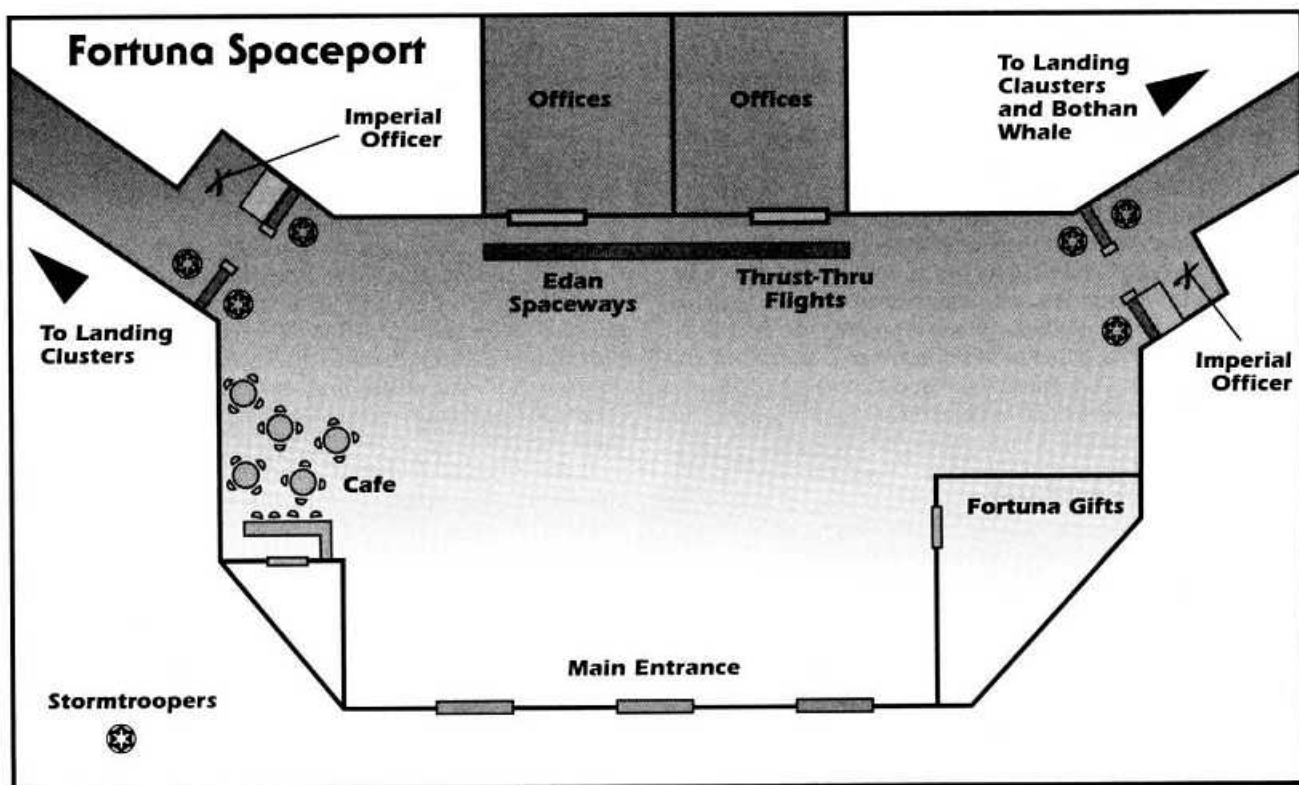 Fortuna Spaceport
Imperial
Officer
Offices
Offices
To Landing
Clausters
and Bothan
Whale
Edan
Spaceways
Thrust-Thru
Flights
To Landing
Clusters
Imperial
Officer
Cafe
Fortuna Gifts
Main Entrance
Stormtroopers